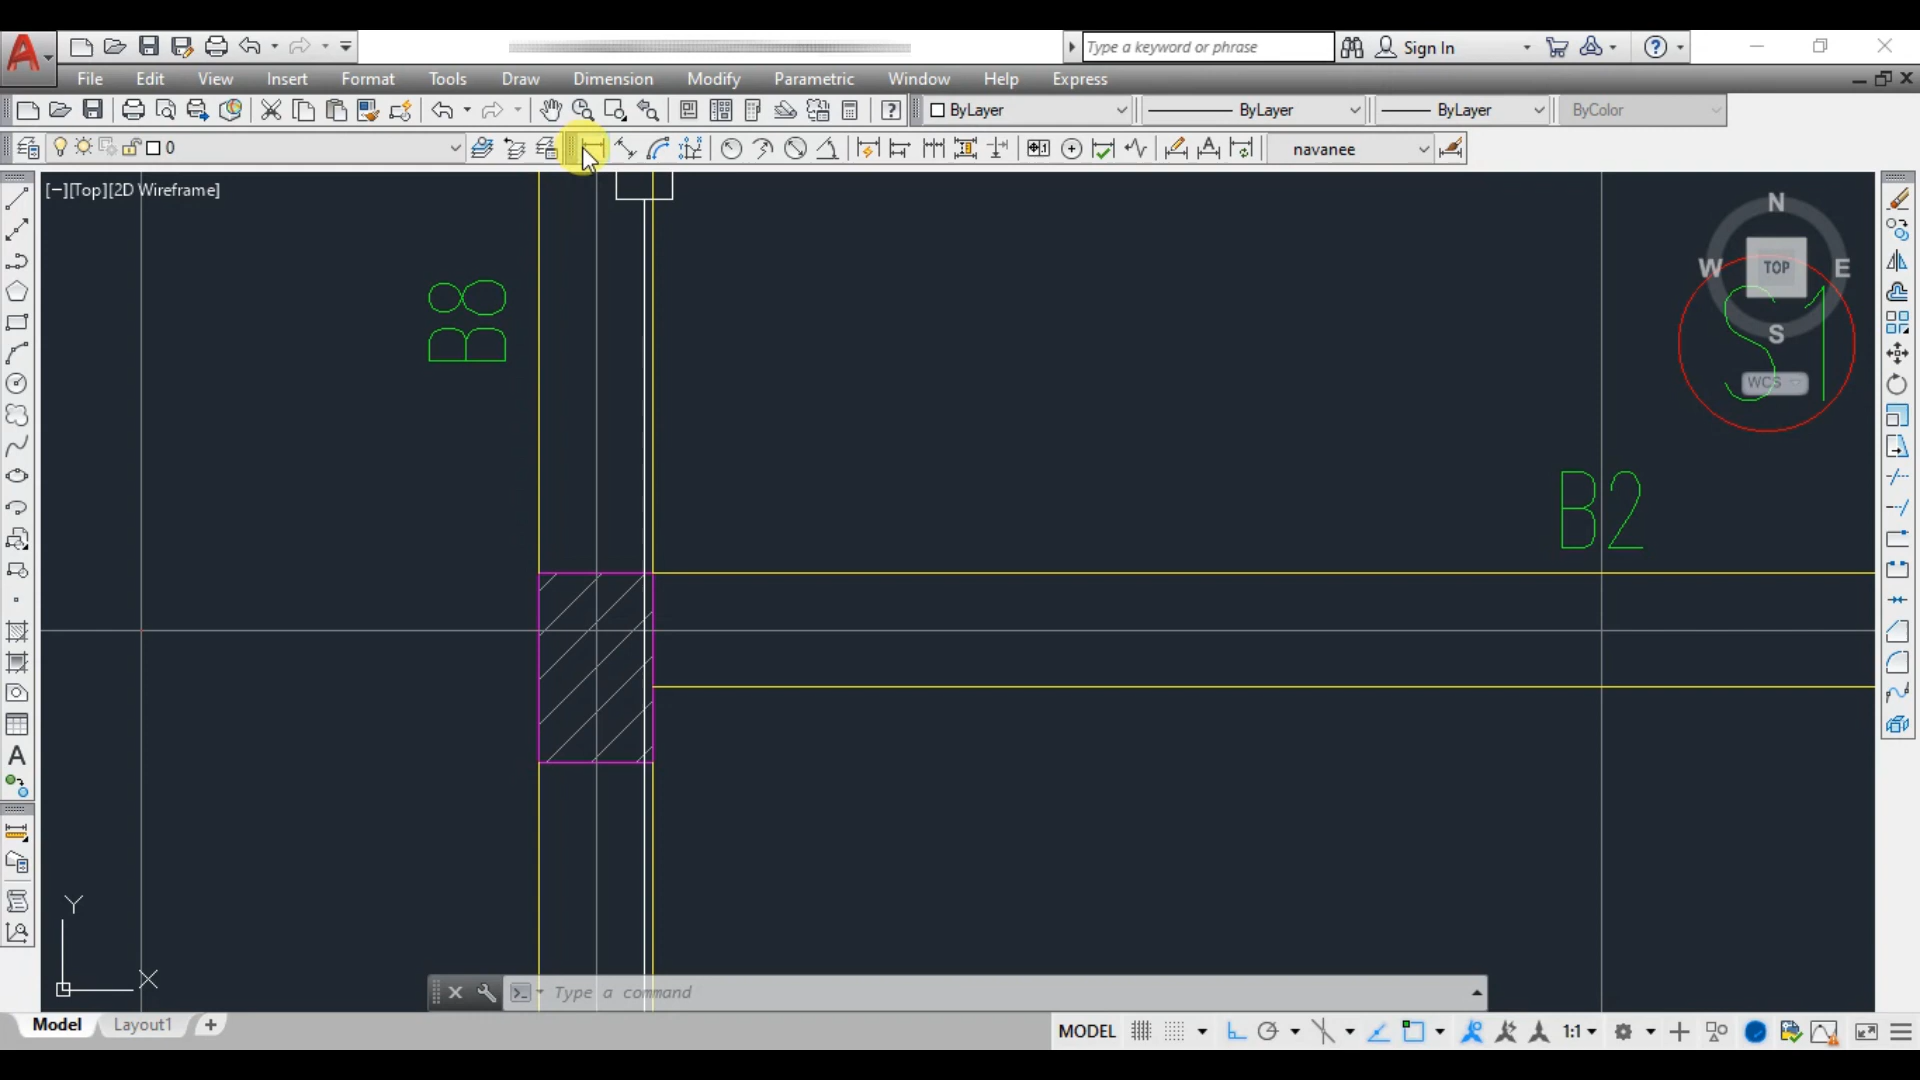 Type a keyword or phrase
Sign In
File Edit View Insert Format Tools Draw Dimension Modify Parametric Window Help Express
ByLayer ByLayer ByLayer ByColor
0
navanee
[−][Top][2D Wireframe]
N
W TOP E
S
WCS
S1
B8
B2
Y
X
Type a command
Model Layout1
MODEL 1:1